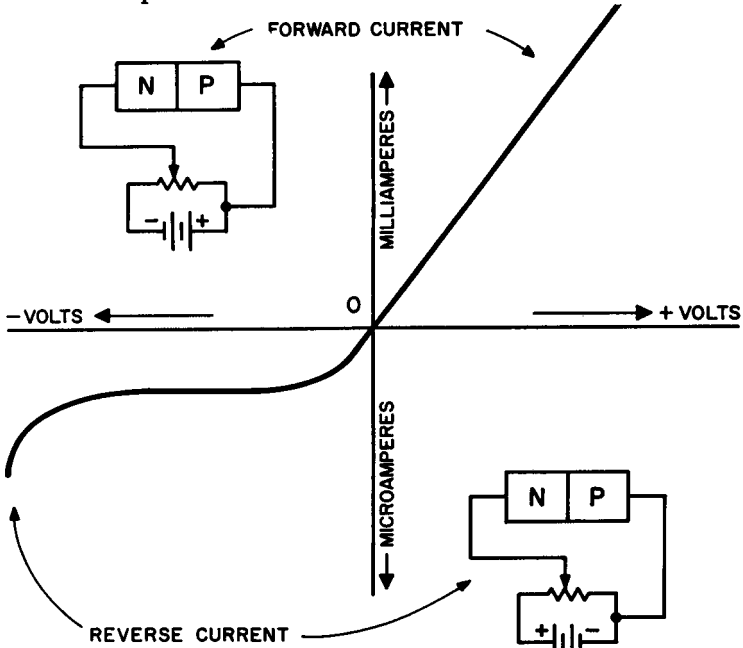 FORWARD CURRENT
N P
- +
MILLIAMPERES
O
- VOLTS
+ VOLTS
MICROAMPERES
N P
+ -
REVERSE CURRENT